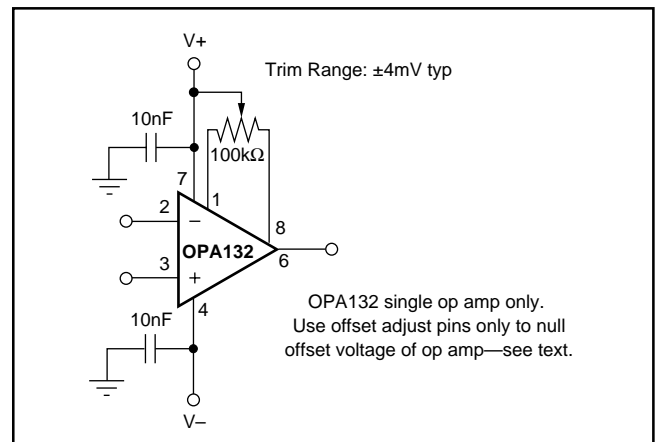 V+
Trim Range: ±4mV typ
10nF
100kΩ
7
1
2
–
8
OPA132
6
3
+
4
10nF
OPA132 single op amp only.
Use offset adjust pins only to null
offset voltage of op amp—see text.
V–